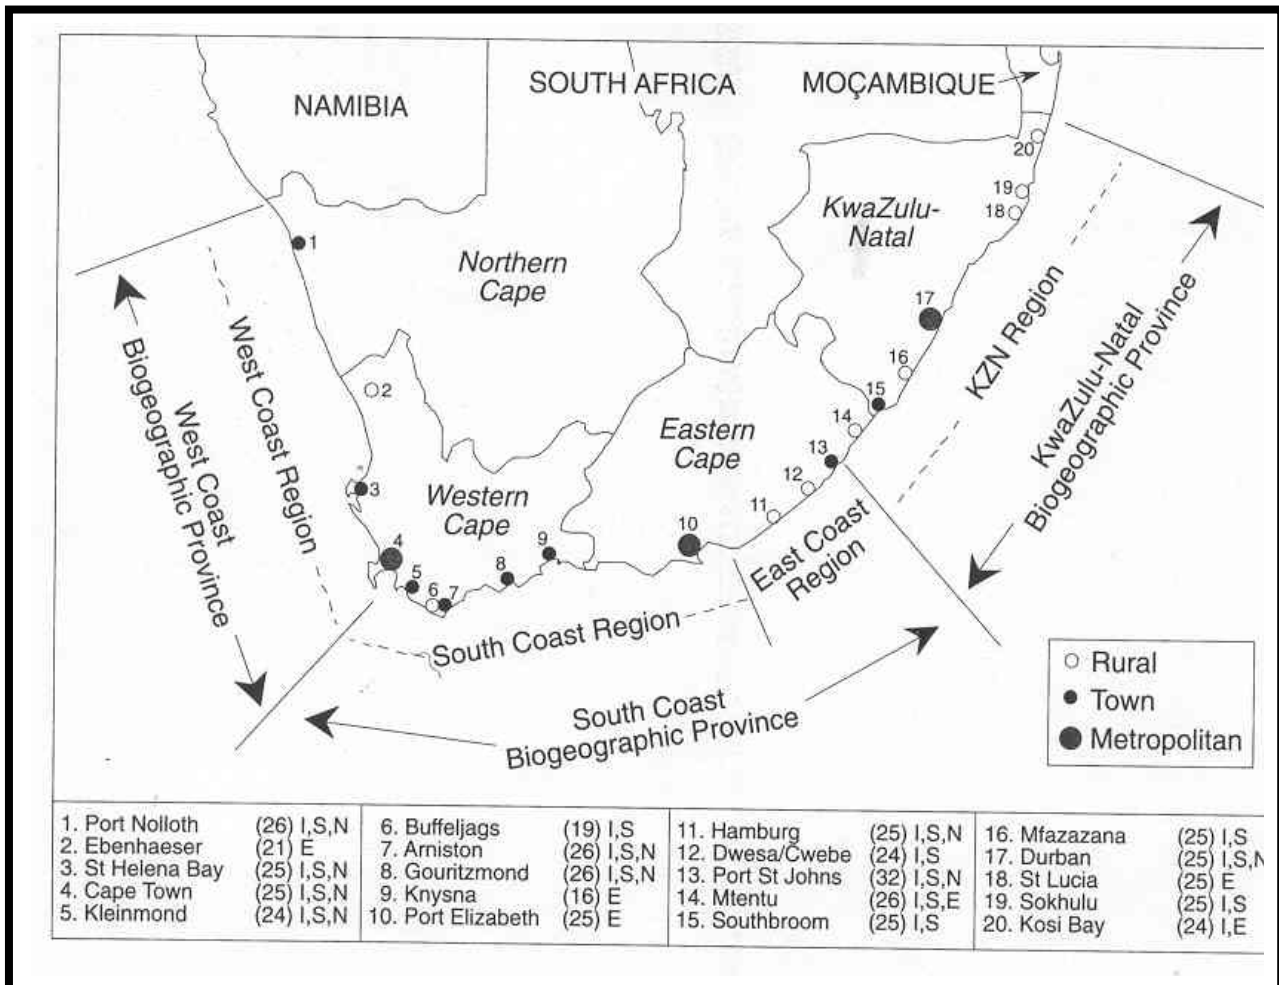 NAMIBIA
SOUTH AFRICA
MOÇAMBIQUE
20
19
18
KwaZulu-
Natal
1
Northern
Cape
17
16
15
14
13
12
11
10
9
8
7
6
5
4
3
2
Eastern
Cape
Western
Cape
West Coast
Biogeographic Province
West Coast Region
South Coast Region
East Coast
Region
KZN Region
KwaZulu-Natal
Biogeographic Province
South Coast
Biogeographic Province
Rural
Town
Metropolitan
1. Port Nolloth (26) I,S,N
2. Ebenhaeser (21) E
3. St Helena Bay (25) I,S,N
4. Cape Town (25) I,S,N
5. Kleinmond (24) I,S,N
6. Buffeljags (19) I,S
7. Arniston (26) I,S,N
8. Gouritzmond (26) I,S,N
9. Knysna (16) E
10. Port Elizabeth (25) E
11. Hamburg (25) I,S,N
12. Dwesa/Cwebe (24) I,S
13. Port St Johns (32) I,S,N
14. Mtentu (26) I,S,E
15. Southbroom (25) I,S
16. Mfazazana (25) I,S
17. Durban (25) I,S,N
18. St Lucia (25) E
19. Sokhulu (25) I,S
20. Kosi Bay (24) I,E